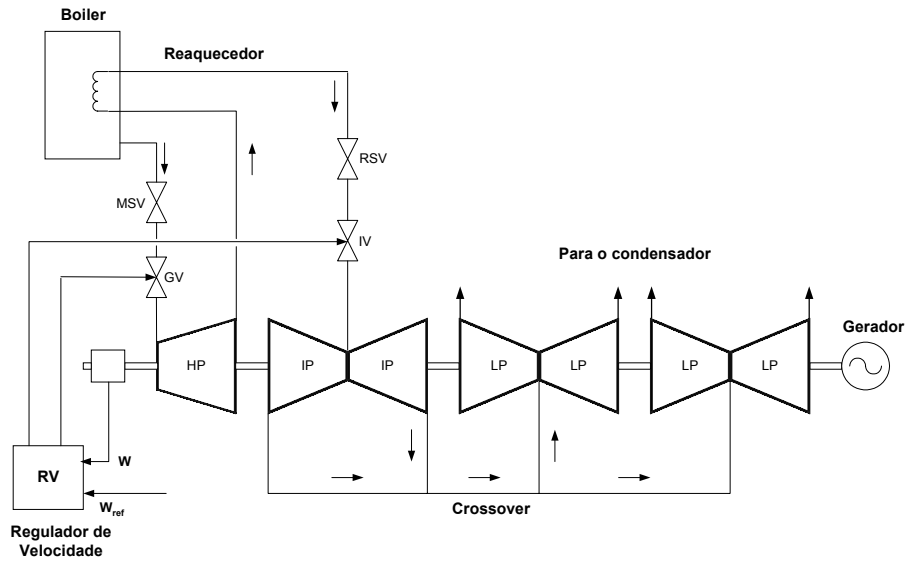 Boiler
Reaquecedor
RSV
MSV
IV
GV
Para o condensador
Gerador
HP
IP
IP
LP
LP
LP
LP
W
RV
Wref
Crossover
Regulador de
Velocidade